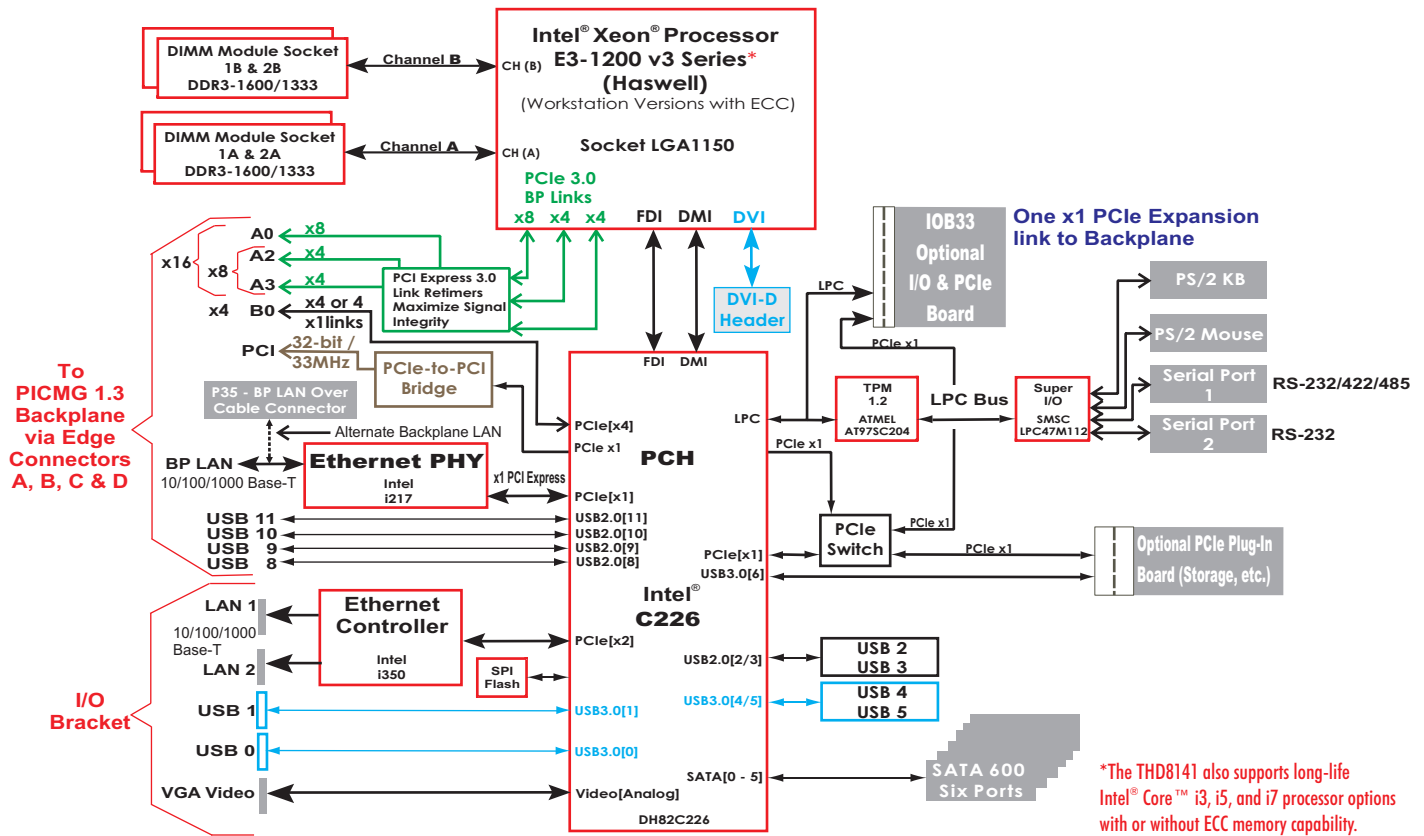 Intel® Xeon® Processor
E3-1200 v3 Series*
(Haswell)
(Workstation Versions with ECC)
Socket LGA1150
CH (B)
CH (A)
PCIe 3.0
BP Links
x8 x4 x4 FDI DMI DVI
DIMM Module Socket
1B & 2B
DDR3-1600/1333
Channel B
DIMM Module Socket
1A & 2A
DDR3-1600/1333
Channel A
A0 x8
x16
x8
A2 x4
A3 x4
x4 B0 x4 or 4
x1links
PCI Express 3.0
Link Retimers
Maximize Signal
Integrity
PCI 32-bit /
33MHz
PCIe-to-PCI
Bridge
DVI-D
Header
LPC
IOB33
Optional
I/O & PCIe
Board
One x1 PCIe Expansion
link to Backplane
PCIe x1
PS/2 KB
PS/2 Mouse
Serial Port
1
RS-232/422/485
Serial Port
2
RS-232
To
PICMG 1.3
Backplane
via Edge
Connectors
A, B, C & D
P35 - BP LAN Over
Cable Connector
Alternate Backplane LAN
BP LAN
10/100/1000 Base-T
Ethernet PHY
Intel
i217
x1 PCI Express
USB 11
USB 10
USB 9
USB 8
FDI DMI
PCIe[x4]
PCIe x1
PCIe[x1]
USB2.0[11]
USB2.0[10]
USB2.0[9]
USB2.0[8]
PCH
LPC
PCIe x1
TPM
1.2
ATMEL
AT97SC204
LPC Bus
Super
I/O
SMSC
LPC47M112
PCIe
Switch
PCIe x1
PCIe x1
PCIe[x1]
USB3.0[6]
Optional PCIe Plug-In
Board (Storage, etc.)
Intel®
C226
I/O
Bracket
LAN 1
10/100/1000
Base-T
LAN 2
Ethernet
Controller
Intel
i350
PCIe[x2]
SPI
Flash
USB 1
USB3.0[1]
USB 0
USB3.0[0]
VGA Video
Video[Analog]
DH82C226
USB2.0[2/3]
USB 2
USB 3
USB3.0[4/5]
USB 4
USB 5
SATA[0 - 5]
SATA 600
Six Ports
*The THD8141 also supports long-life
Intel® Core™ i3, i5, and i7 processor options
with or without ECC memory capability.